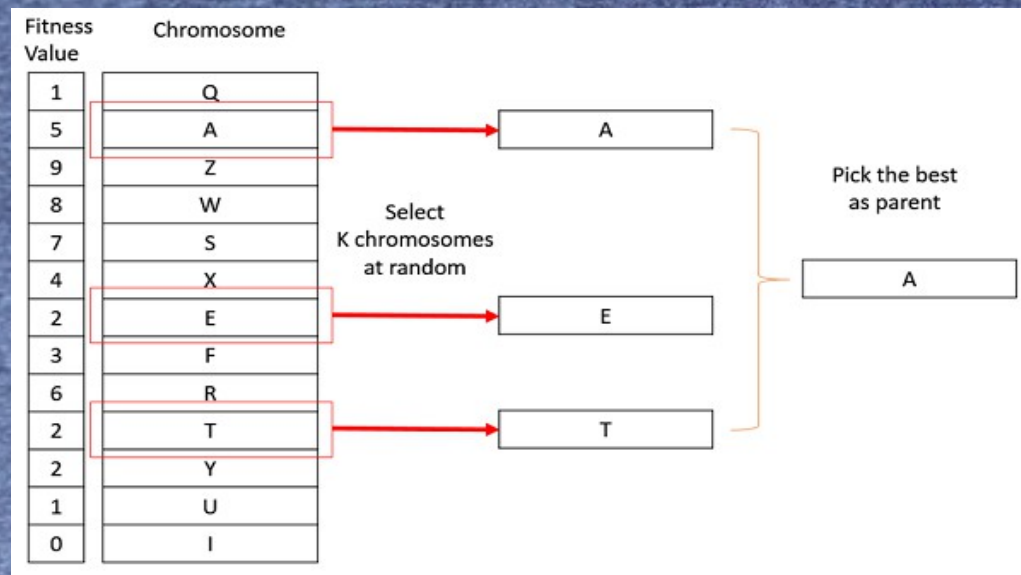 Fitness
Value
Chromosome
1 Q
5 A
9 Z
8 W
7 S
4 X
2 E
3 F
6 R
2 T
2 Y
1 U
0 I
Select
K chromosomes
at random
A
E
T
Pick the best
as parent
A